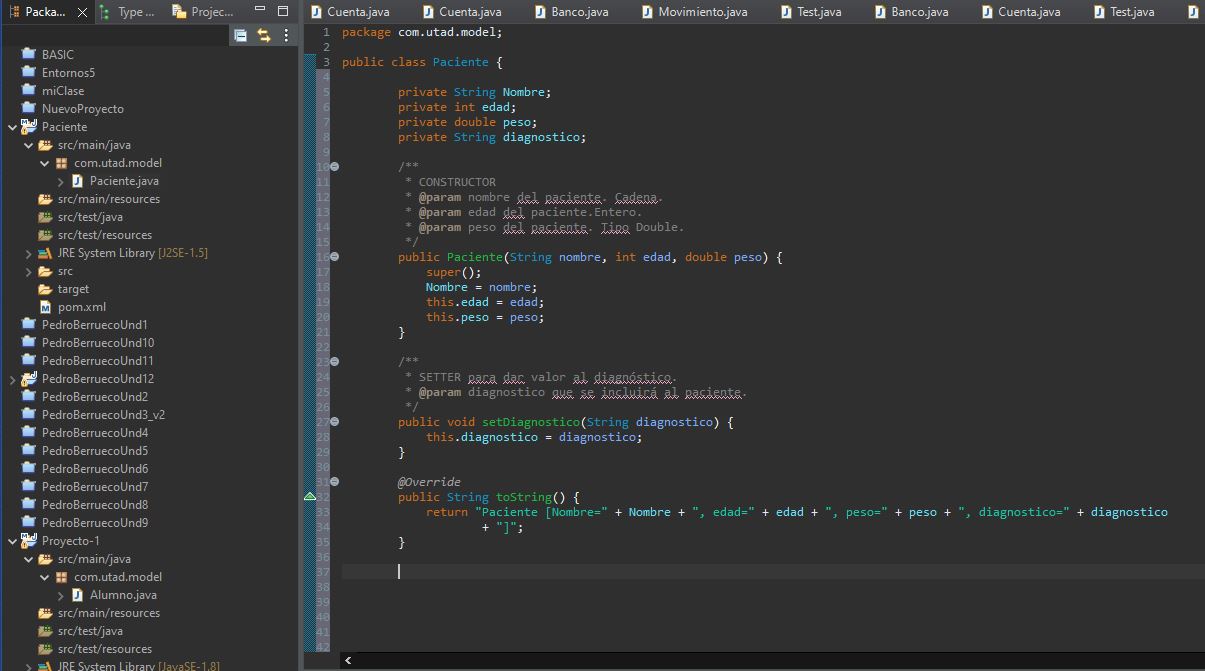 Packa...
Type ...
Projec...
BASIC
Entornos5
miClase
NuevoProyecto
Paciente
src/main/java
com.utad.model
Paciente.java
src/main/resources
src/test/java
src/test/resources
JRE System Library [J2SE-1.5]
src
target
pom.xml
PedroBerruecoUnd1
PedroBerruecoUnd10
PedroBerruecoUnd11
PedroBerruecoUnd12
PedroBerruecoUnd2
PedroBerruecoUnd3_v2
PedroBerruecoUnd4
PedroBerruecoUnd5
PedroBerruecoUnd6
PedroBerruecoUnd7
PedroBerruecoUnd8
PedroBerruecoUnd9
Proyecto-1
src/main/java
com.utad.model
Alumno.java
src/main/resources
src/test/java
src/test/resources
JRE System Library [JavaSE-1.8]
Cuenta.java
Cuenta.java
Banco.java
Movimiento.java
Test.java
Banco.java
Cuenta.java
Test.java
1 package com.utad.model;
2
3 public class Paciente {
4
5 private String Nombre;
6 private int edad;
7 private double peso;
8 private String diagnostico;
9
10 /**
11 * CONSTRUCTOR
12 * @param nombre del paciente. Cadena.
13 * @param edad del paciente.Entero.
14 * @param peso del paciente. Tipo Double.
15 */
16 public Paciente(String nombre, int edad, double peso) {
17 super();
18 Nombre = nombre;
19 this.edad = edad;
20 this.peso = peso;
21 }
22
23 /**
24 * SETTER para dar valor al diagnóstico.
25 * @param diagnostico que se incluirá al paciente.
26 */
27 public void setDiagnostico(String diagnostico) {
28 this.diagnostico = diagnostico;
29 }
30
31 @Override
32 public String toString() {
33 return "Paciente [Nombre=" + Nombre + ", edad=" + edad + ", peso=" + peso + ", diagnostico=" + diagnostico
34 + "]";
35 }
36
37
38
39
40
41
42